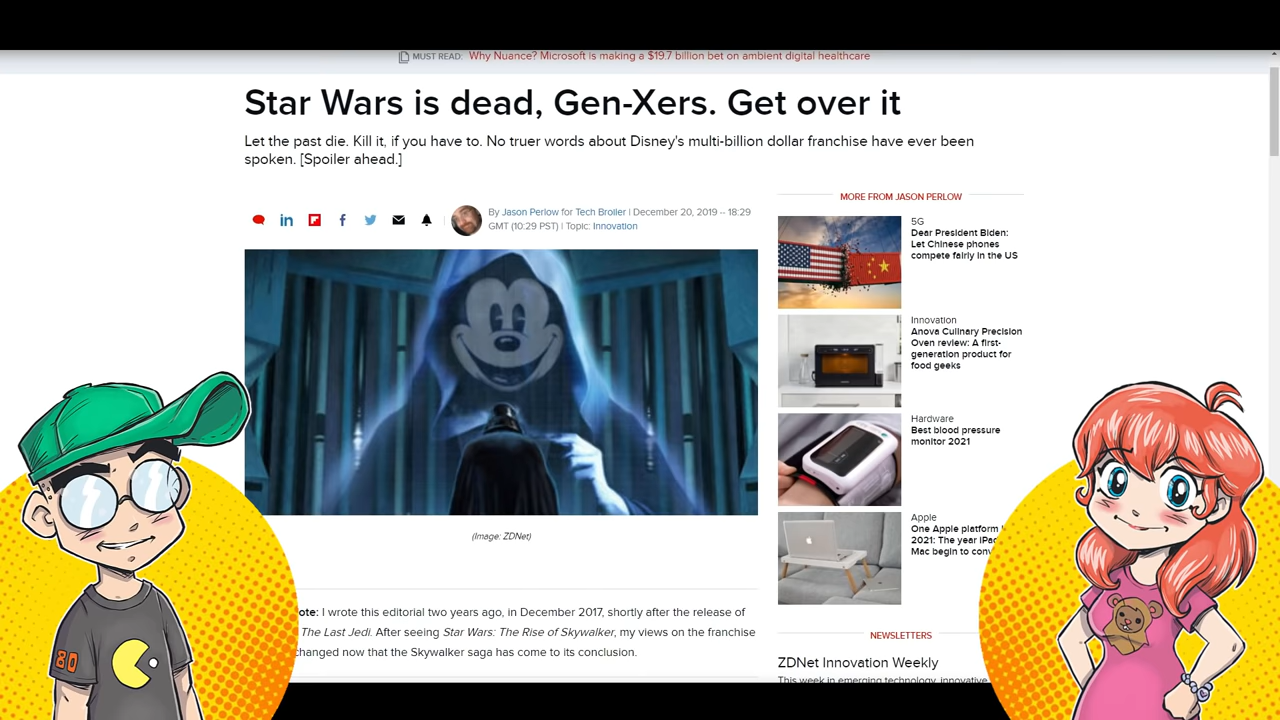 MUST READ: Why Nuance? Microsoft is making a $19.7 billion bet on ambient digital healthcare
Star Wars is dead, Gen-Xers. Get over it
Let the past die. Kill it, if you have to. No truer words about Disney's multi-billion dollar franchise have ever been
spoken. [Spoiler ahead.]
By Jason Perlow for Tech Broiler | December 20, 2019 -- 18:29
GMT (10:29 PST) | Topic: Innovation
(Image: ZDNet)
ote: I wrote this editorial two years ago, in December 2017, shortly after the release of
The Last Jedi. After seeing Star Wars: The Rise of Skywalker, my views on the franchise
changed now that the Skywalker saga has come to its conclusion.
MORE FROM JASON PERLOW
5G
Dear President Biden:
Let Chinese phones
compete fairly in the US
Innovation
Anova Culinary Precision
Oven review: A first-
generation product for
food geeks
Hardware
Best blood pressure
monitor 2021
Apple
One Apple platform
2021: The year iPad
Mac begin to
NEWSLETTERS
ZDNet Innovation Weekly
This week in emerging technology, innovative
80